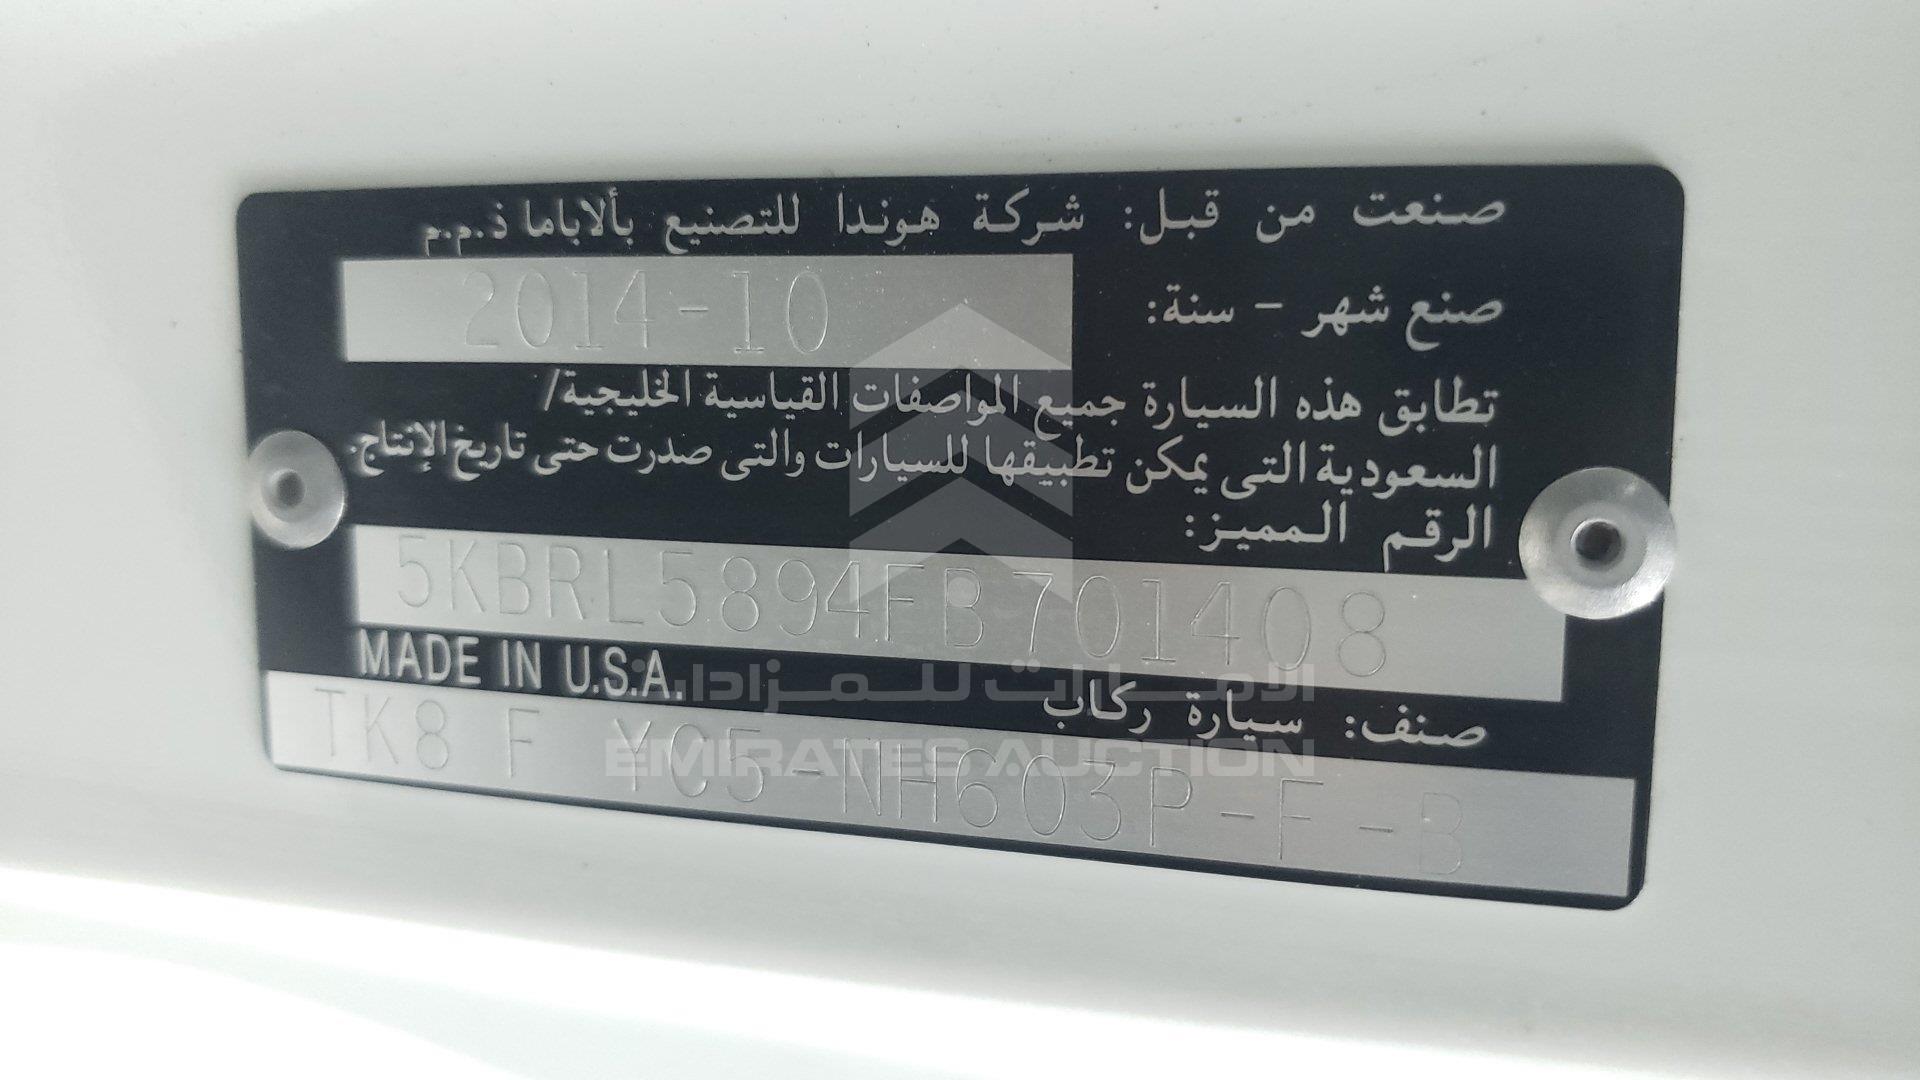 صنعت من قبل: شركة هوندا للتصنيع بألاباما ذ.م.م
صنع شهر - سنة: 2014-10
تطابق هذه السيارة جميع المواصفات القياسية الخليجية/
السعودية التى يمكن تطبيقها للسيارات والتى صدرت حتى تاريخ الإنتاج.
الرقم المميز:
5KBRL5894FB701408
MADE IN U.S.A.
صنف: سيارة ركاب
TK8 F YC5-NH603P-F-B
الامارات للمزادات
EMIRATES AUCTION